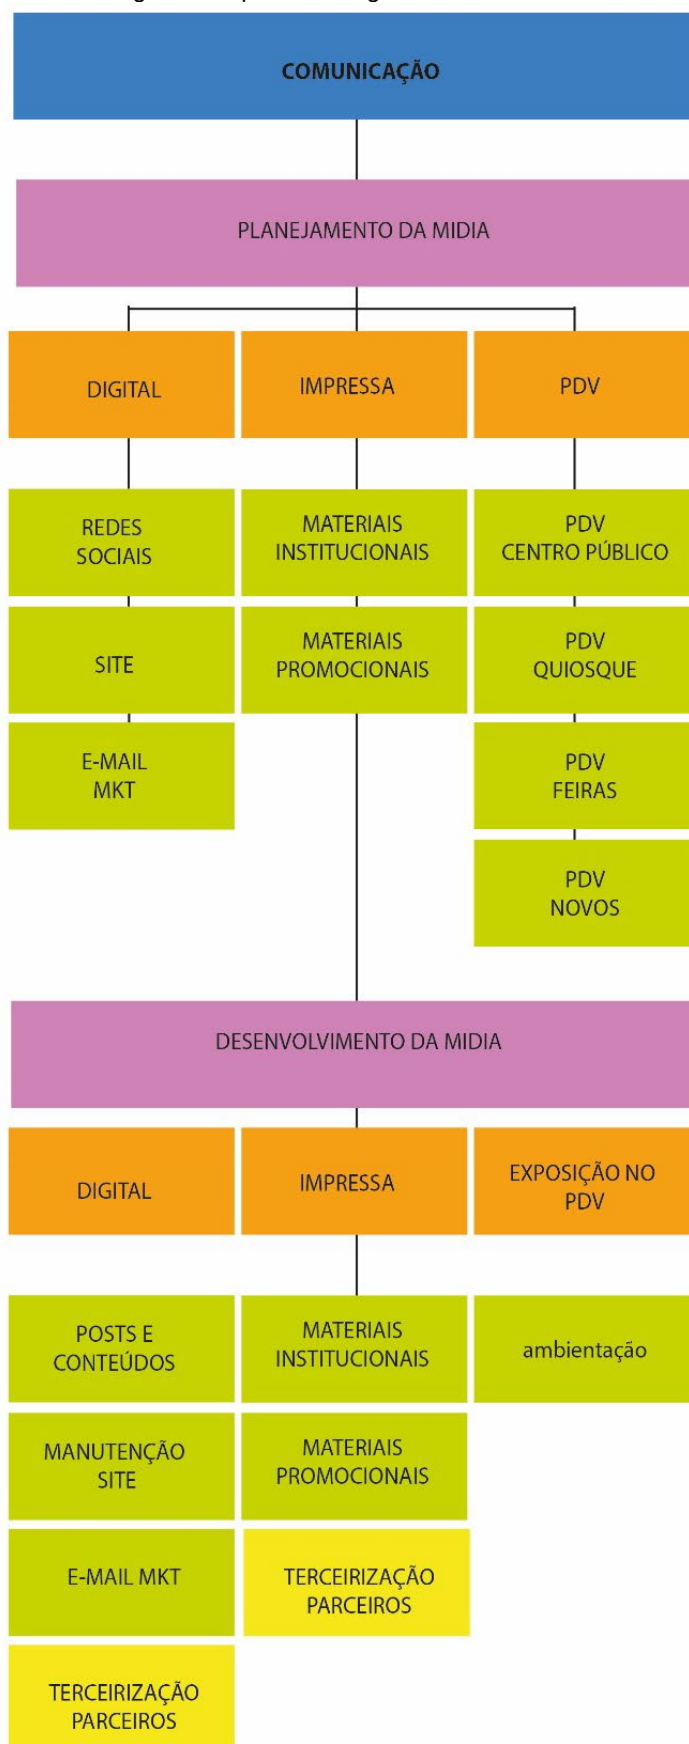 COMUNICAÇÃO
PLANEJAMENTO DA MIDIA
DIGITAL
IMPRESSA
PDV
REDES
SOCIAIS
MATERIAIS
INSTITUCIONAIS
PDV
CENTRO PÚBLICO
SITE
MATERIAIS
PROMOCIONAIS
PDV
QUIOSQUE
E-MAIL
MKT
PDV
FEIRAS
PDV
NOVOS
DESENVOLVIMENTO DA MIDIA
DIGITAL
IMPRESSA
EXPOSIÇÃO NO
PDV
POSTS E
CONTEÚDOS
MATERIAIS
INSTITUCIONAIS
ambientação
MANUTENÇÃO
SITE
MATERIAIS
PROMOCIONAIS
E-MAIL MKT
TERCEIRIZAÇÃO
PARCEIROS
TERCEIRIZAÇÃO
PARCEIROS